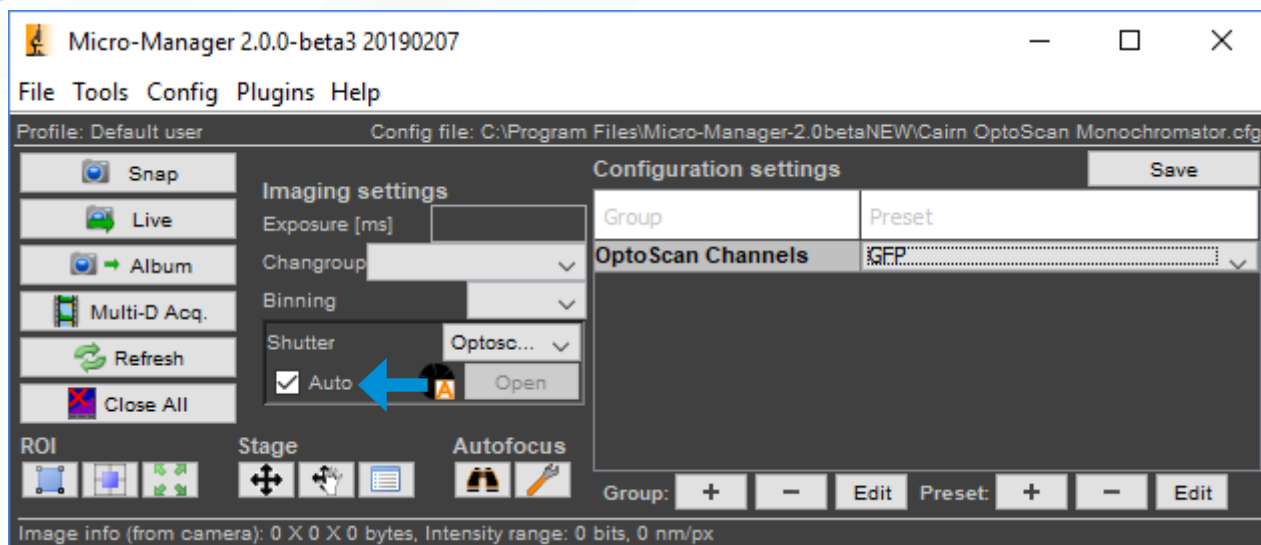 Micro-Manager 2.0.0-beta3 20190207
File Tools Config Plugins Help
Profile: Default user Config file: C:\Program Files\Micro-Manager-2.0betaNEW\Cairn OptoScan Monochromator.cfg
Snap
Live
Album
Multi-D Acq.
Refresh
Close All
Imaging settings
Exposure [ms]
Changroup
Binning
Shutter Optosc...
Auto A Open
Configuration settings Save
Group Preset
OptoScan Channels GFP
ROI Stage Autofocus
Group: + − Edit Preset: + − Edit
Image info (from camera): 0 X 0 X 0 bytes, Intensity range: 0 bits, 0 nm/px